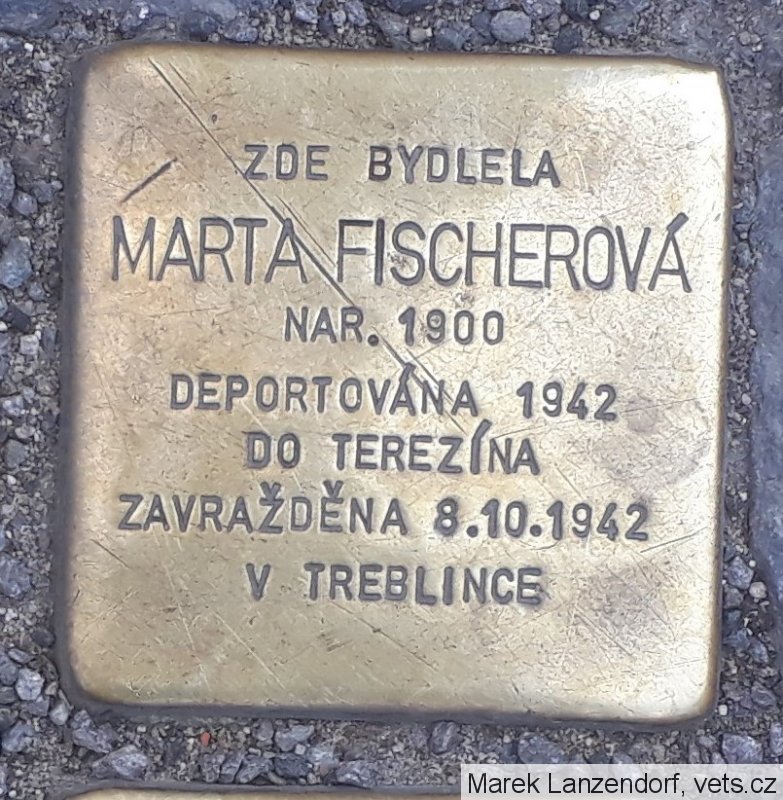 ZDE BYDLELA
MARTA FISCHEROVÁ
NAR. 1900
DEPORTOVÁNA 1942
DO TEREZÍNA
ZAVRAŽDĚNA 8.10.1942
V TREBLINCE
Marek Lanzendorf, vets.cz